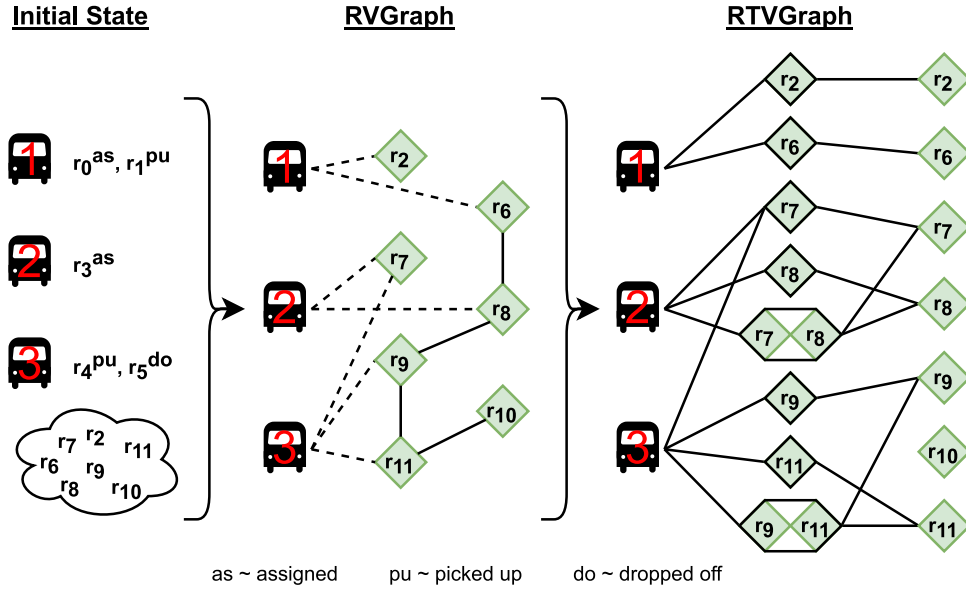 Initial State
RVGraph
RTVGraph
1
r0as, r1pu
2
r3as
3
r4pu, r5do
r7 r2 r11
r6 r9
r8 r10
1
r2
r6
2
r7
r8
r9
3
r10
r11
1
r2
r2
r6
r6
2
r7
r7
r8
r8
r7 r8
3
r9
r9
r10
r11
r9 r11
r11
as ~ assigned
pu ~ picked up
do ~ dropped off